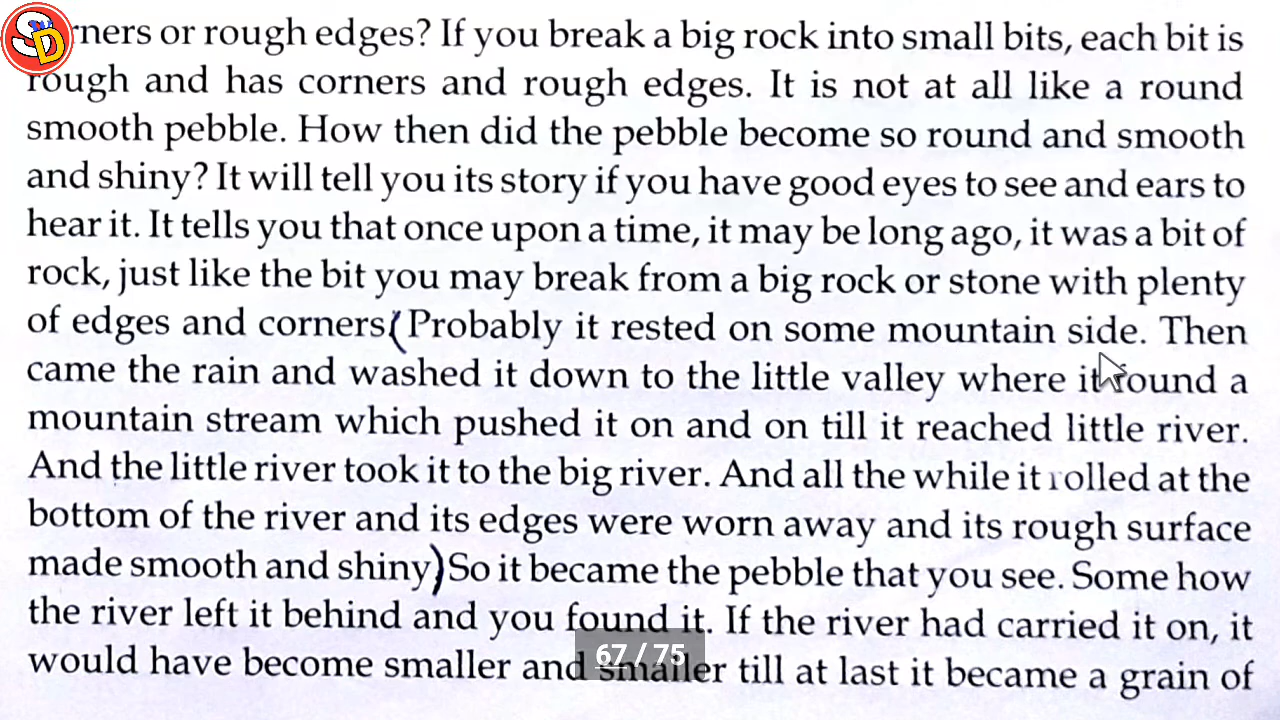 SD
rners or rough edges? If you break a big rock into small bits, each bit is
rough and has corners and rough edges. It is not at all like a round
smooth pebble. How then did the pebble become so round and smooth
and shiny? It will tell you its story if you have good eyes to see and ears to
hear it. It tells you that once upon a time, it may be long ago, it was a bit of
rock, just like the bit you may break from a big rock or stone with plenty
of edges and corners(Probably it rested on some mountain side. Then
came the rain and washed it down to the little valley where it found a
mountain stream which pushed it on and on till it reached little river.
And the little river took it to the big river. And all the while it rolled at the
bottom of the river and its edges were worn away and its rough surface
made smooth and shiny) So it became the pebble that you see. Some how
the river left it behind and you found it. If the river had carried it on, it
would have become smaller and smaller till at last it became a grain of
67 / 75